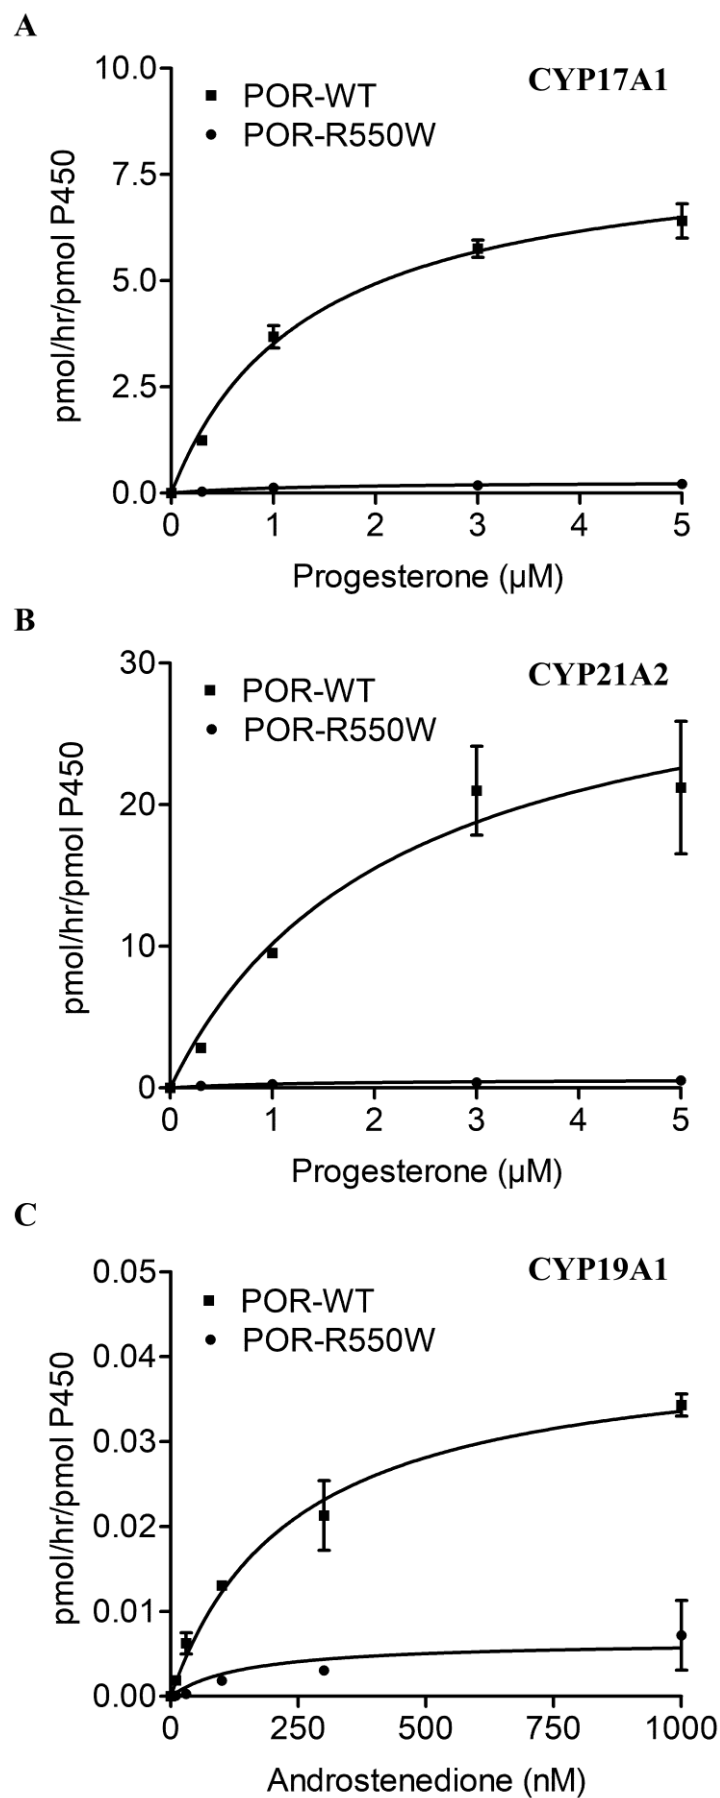 A
CYP17A1
POR-WT
POR-R550W
pmol/hr/pmol P450
10.0
7.5
5.0
2.5
0.0
0 1 2 3 4 5
Progesterone (µM)
B
CYP21A2
POR-WT
POR-R550W
pmol/hr/pmol P450
30
20
10
0
0 1 2 3 4 5
Progesterone (µM)
C
CYP19A1
POR-WT
POR-R550W
pmol/hr/pmol P450
0.05
0.04
0.03
0.02
0.01
0.00
0 250 500 750 1000
Androstenedione (nM)